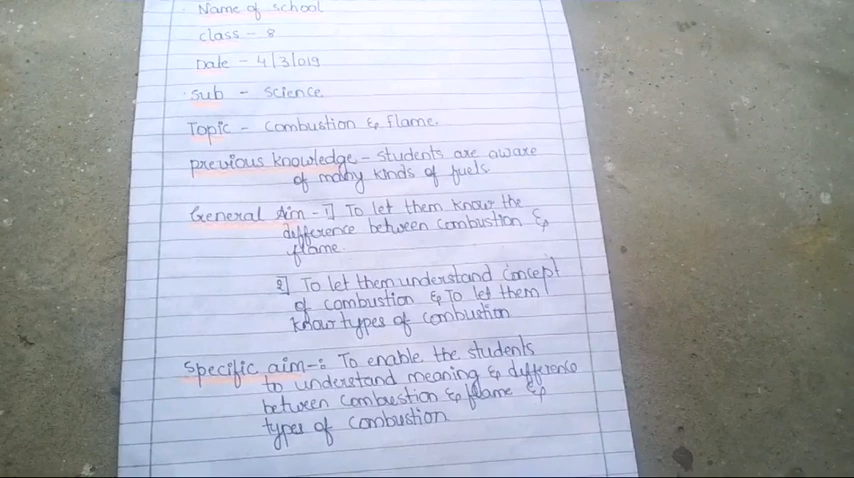 Name of school
class - 8
Date - 4/3/019
sub - science
Topic - combustion & flame.
previous knowledge - students are aware
of many kinds of fuels.
General Aim - 1] To let them know the
difference between combustion &
flame.
2] To let them understand concept
of combustion & To let them
know types of combustion
specific aim-: To enable the students
to understand meaning & difference
between combustion & flame &
types of combustion